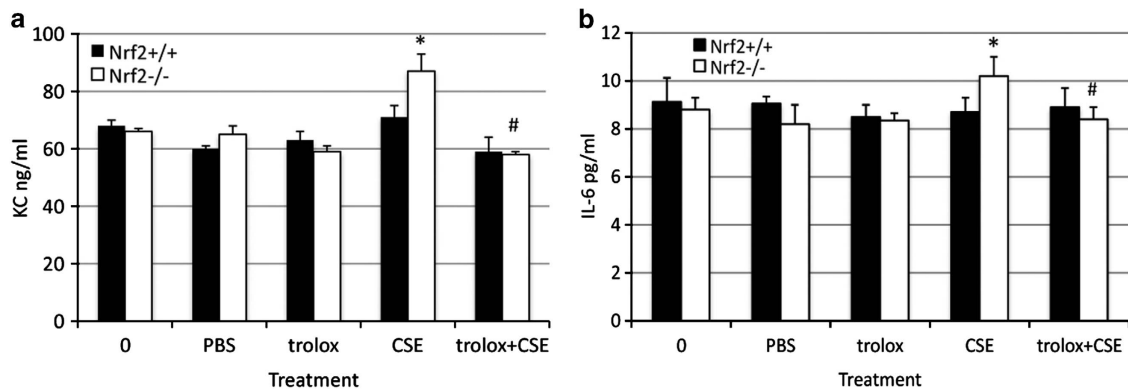 a
100
80
60
40
20
0
KC ng/ml
Nrf2+/+
Nrf2-/-
*
#
0 PBS trolox CSE trolox+CSE
Treatment
b
12
10
8
6
4
2
0
IL-6 pg/ml
Nrf2+/+
Nrf2-/-
*
#
0 PBS trolox CSE trolox+CSE
Treatment